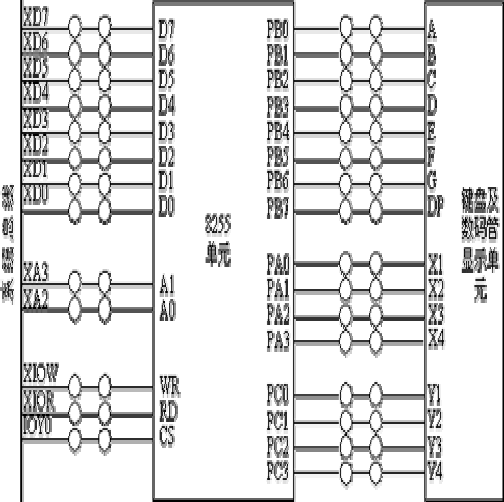 XD7
XD6
XD5
XD4
XD3
XD2
XD1
XD0
XA3
XA2
XIOW
XIOR
IOY0
D7
D6
D5
D4
D3
D2
D1
D0
A1
A0
WR
RD
CS
8255
单元
PB0
PB1
PB2
PB3
PB4
PB5
PB6
PB7
PA0
PA1
PA2
PA3
PC0
PC1
PC2
PC3
A
B
C
D
E
F
G
DP
X1
X2
X3
X4
Y1
Y2
Y3
Y4
键盘及
数码管
显示单
元